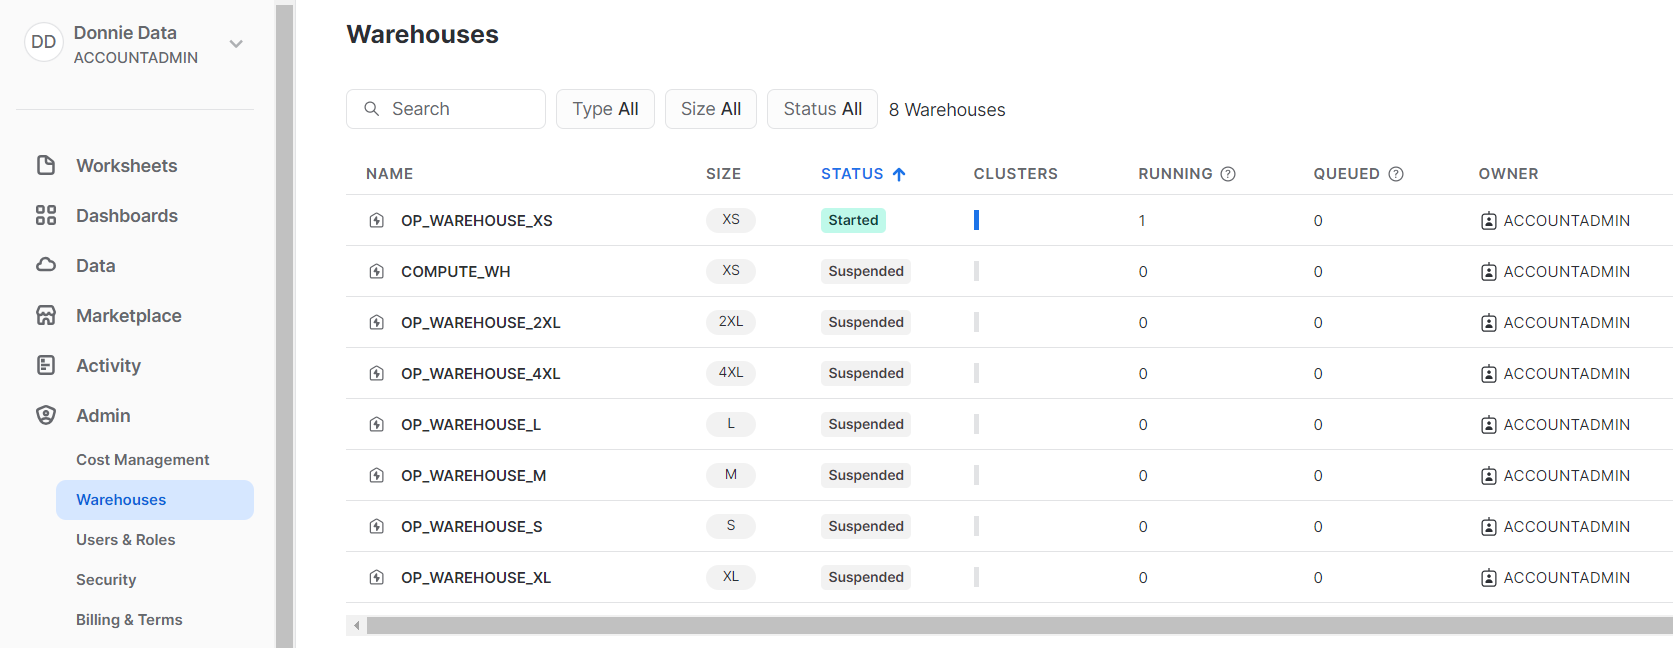 DD
Donnie Data
ACCOUNTADMIN
Worksheets
Dashboards
Data
Marketplace
Activity
Admin
Cost Management
Warehouses
Users & Roles
Security
Billing & Terms
Warehouses
Search Type All Size All Status All 8 Warehouses
NAME SIZE STATUS CLUSTERS RUNNING ? QUEUED ? OWNER
OP_WAREHOUSE_XS XS Started 1 0 ACCOUNTADMIN
COMPUTE_WH XS Suspended 0 0 ACCOUNTADMIN
OP_WAREHOUSE_2XL 2XL Suspended 0 0 ACCOUNTADMIN
OP_WAREHOUSE_4XL 4XL Suspended 0 0 ACCOUNTADMIN
OP_WAREHOUSE_L L Suspended 0 0 ACCOUNTADMIN
OP_WAREHOUSE_M M Suspended 0 0 ACCOUNTADMIN
OP_WAREHOUSE_S S Suspended 0 0 ACCOUNTADMIN
OP_WAREHOUSE_XL XL Suspended 0 0 ACCOUNTADMIN